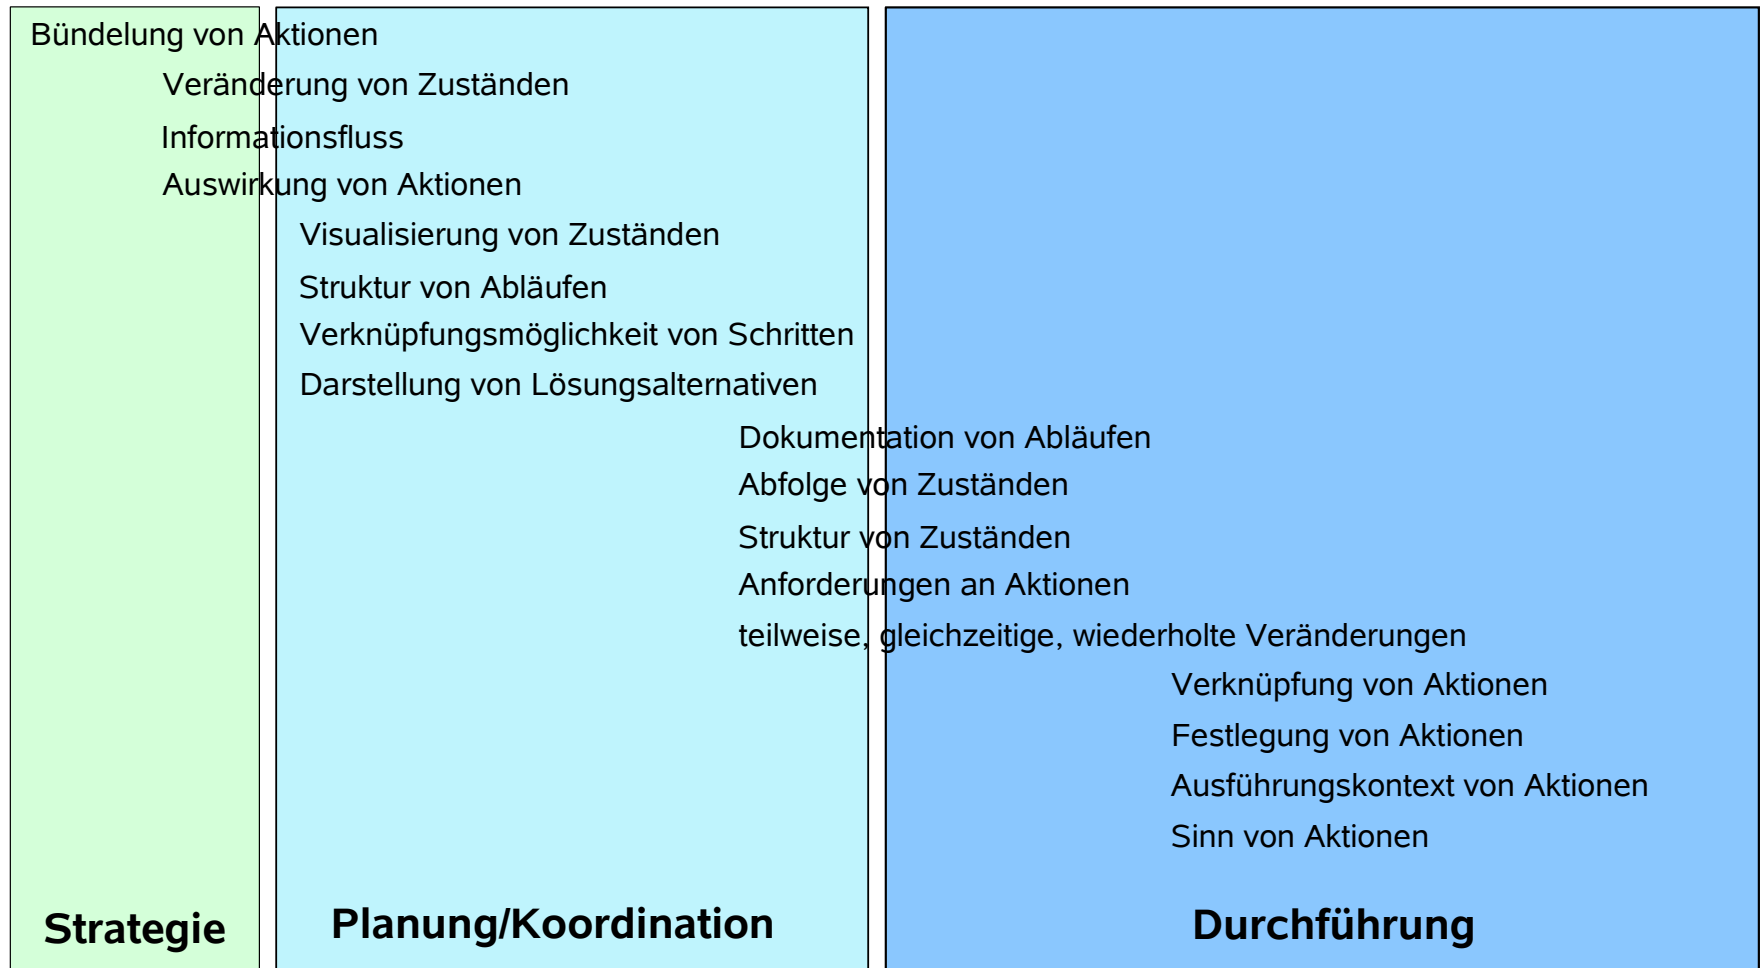 Bündelung von Aktionen
Veränderung von Zuständen
Informationsfluss
Auswirkung von Aktionen
Visualisierung von Zuständen
Struktur von Abläufen
Verknüpfungsmöglichkeit von Schritten
Darstellung von Lösungsalternativen
Dokumentation von Abläufen
Abfolge von Zuständen
Struktur von Zuständen
Anforderungen an Aktionen
teilweise, gleichzeitige, wiederholte Veränderungen
Verknüpfung von Aktionen
Festlegung von Aktionen
Ausführungskontext von Aktionen
Sinn von Aktionen
Strategie
Planung/Koordination
Durchführung